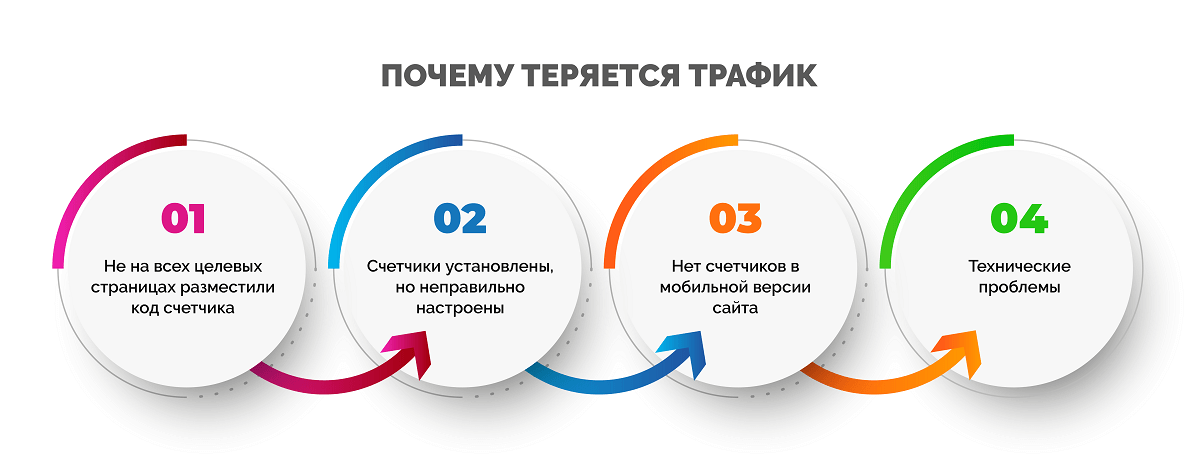 ПОЧЕМУ ТЕРЯЕТСЯ ТРАФИК
01
Не на всех целевых
страницах разместили
код счетчика
02
Счетчики установлены,
но неправильно
настроены
03
Нет счетчиков в
мобильной версии
сайта
04
Технические
проблемы